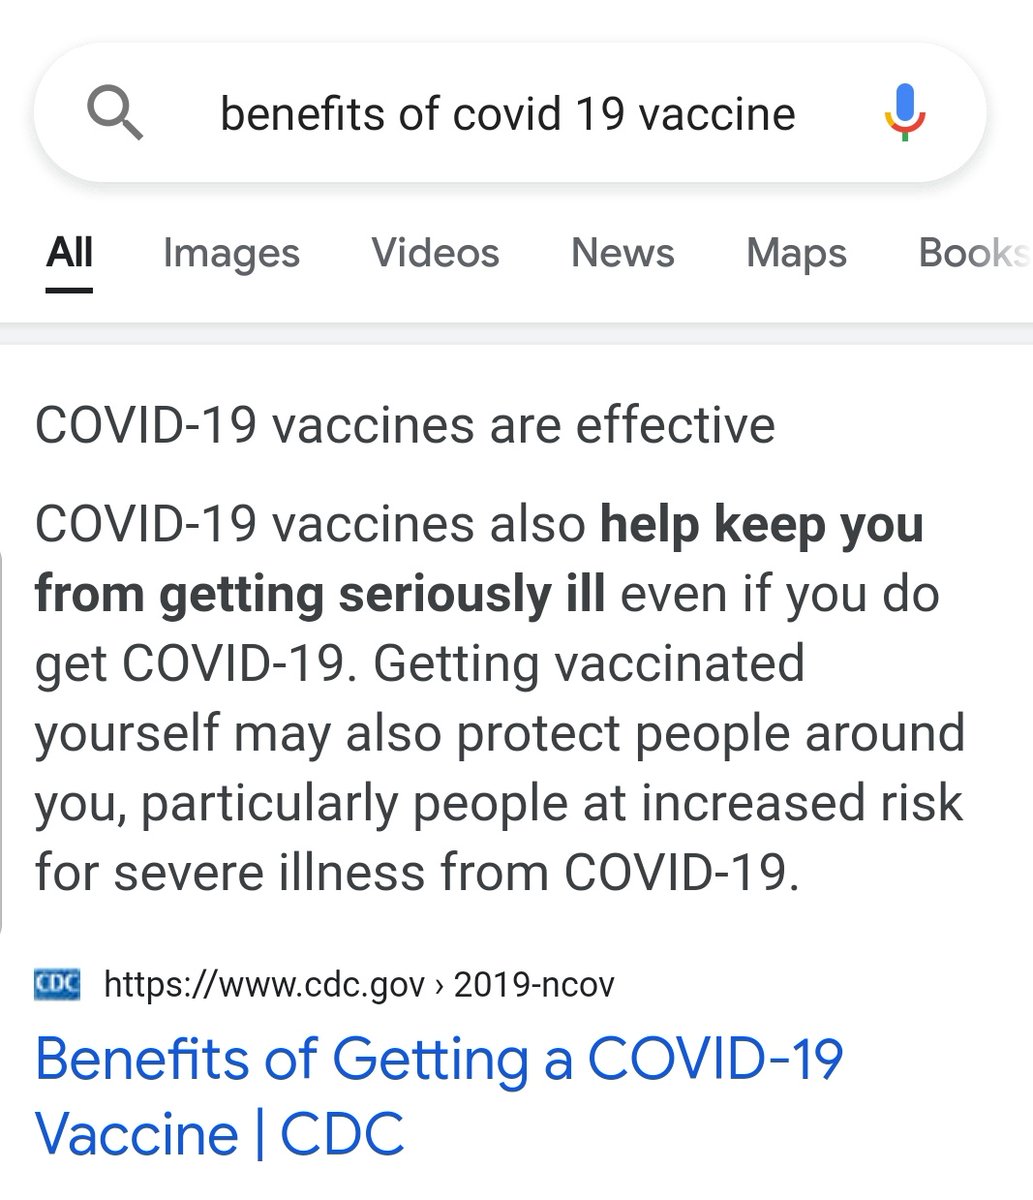 benefits of covid 19 vaccine
All Images Videos News Maps Books
COVID-19 vaccines are effective
COVID-19 vaccines also help keep you
from getting seriously ill even if you do
get COVID-19. Getting vaccinated
yourself may also protect people around
you, particularly people at increased risk
for severe illness from COVID-19.
CDC https://www.cdc.gov › 2019-ncov
Benefits of Getting a COVID-19
Vaccine | CDC